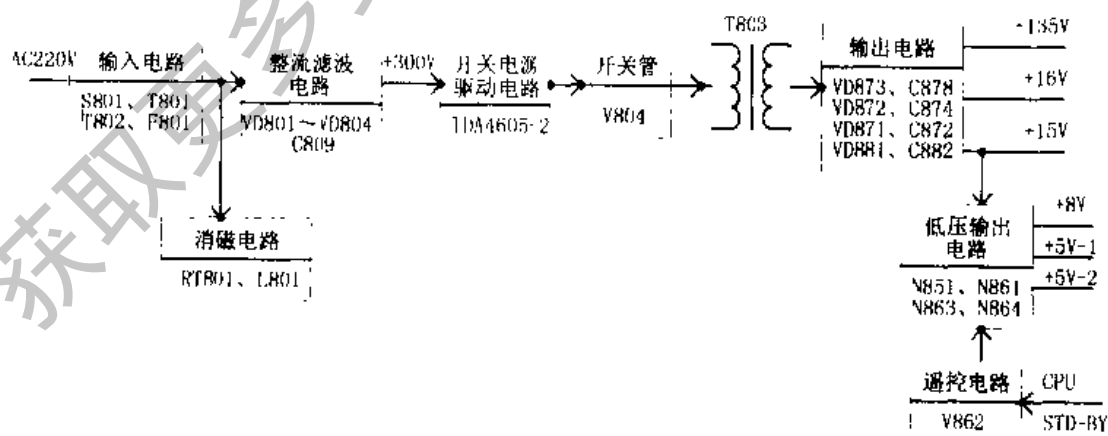 T803
-135V
AC220V 输入电路
整流滤波
电路
+300V
开关电源
驱动电路
开关管
输出电路
+16V
S801、T801
T802、F801
VD801～VD804
C809
TDA4605-2
V804
VD873、C878
VD872、C874
VD871、C872
VD881、C882
+15V
消磁电路
RT801、L801
低压输出
电路
+8V
+5V-1
+5V-2
N851、N861
N863、N864
遥控电路
CPU
V862
STD-BY
获取更多